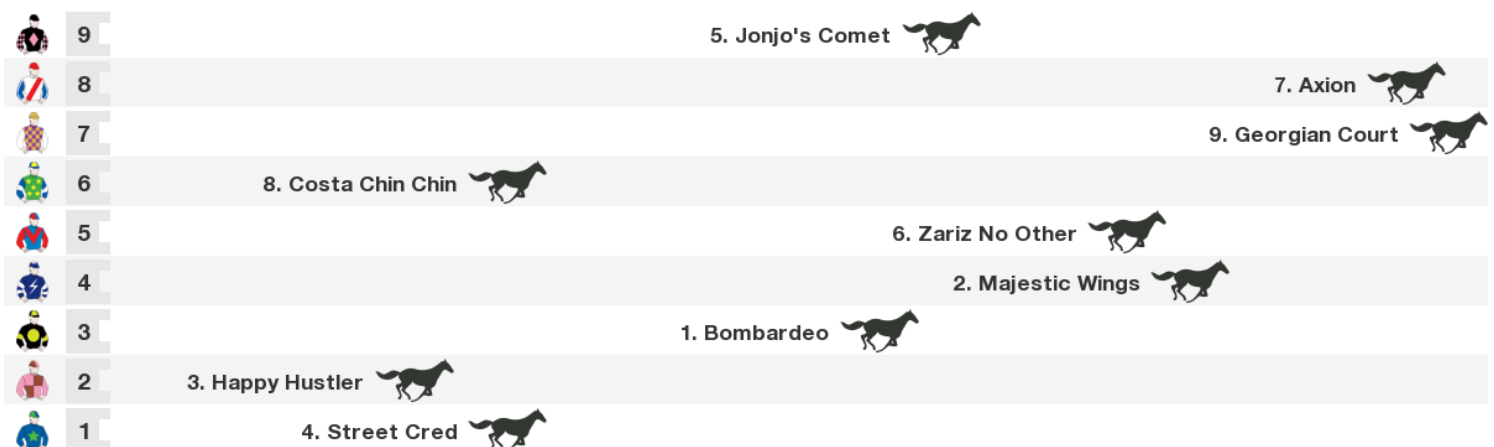 9 5. Jonjo's Comet
8 7. Axion
7 9. Georgian Court
6 8. Costa Chin Chin
5 6. Zariz No Other
4 2. Majestic Wings
3 1. Bombardeo
2 3. Happy Hustler
1 4. Street Cred